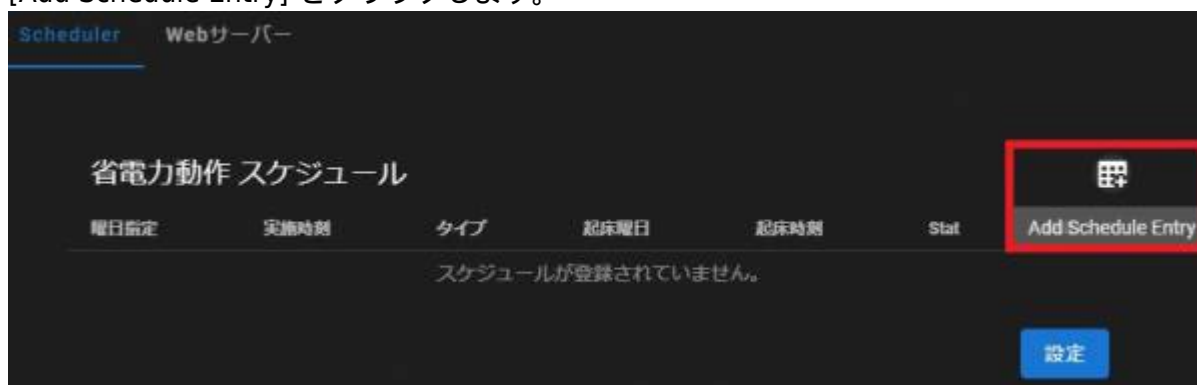 [Add Schedule Entry] をクリックします。
Scheduler Webサーバー
省電力動作 スケジュール
曜日指定 実施時刻 タイプ 起床曜日 起床時刻 Stat Add Schedule Entry
スケジュールが登録されていません。
設定